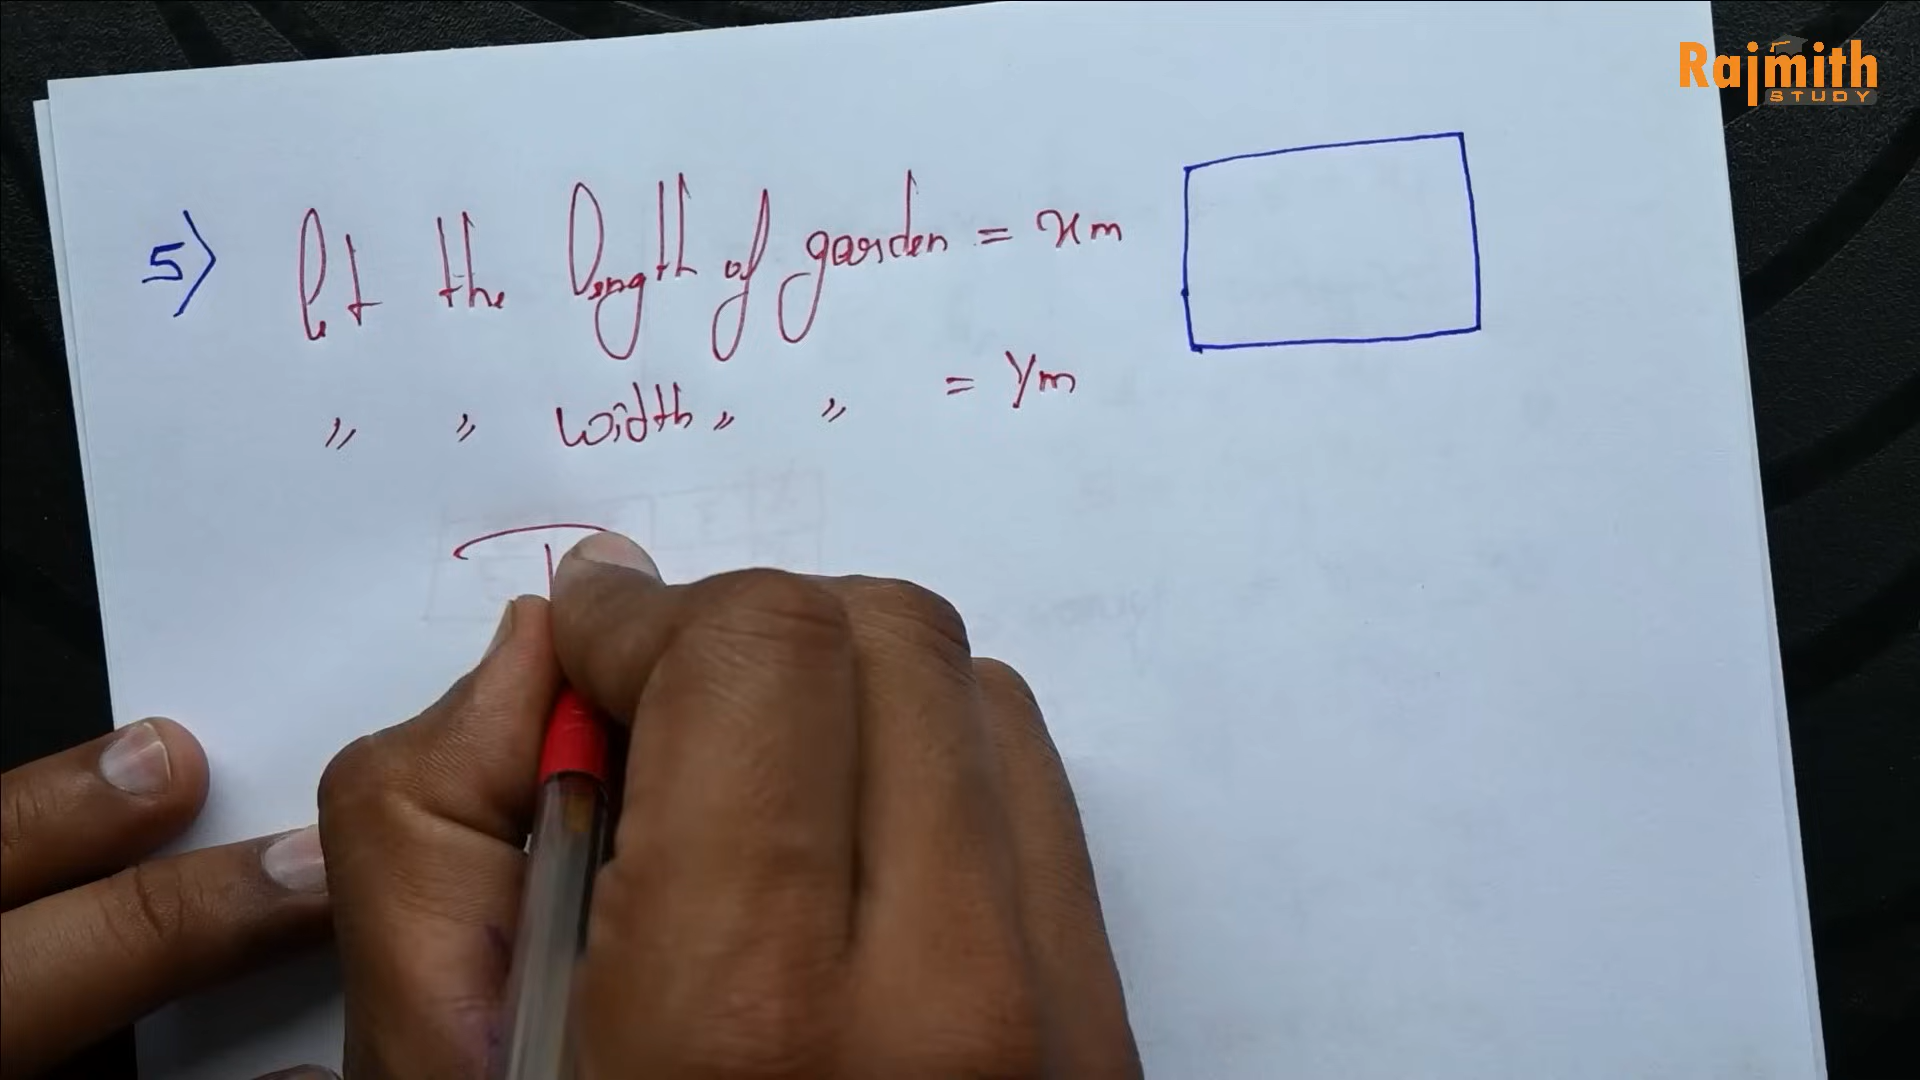 Rajmith
STUDY
5) let the length of garden = x m
" " width " " = y m
T